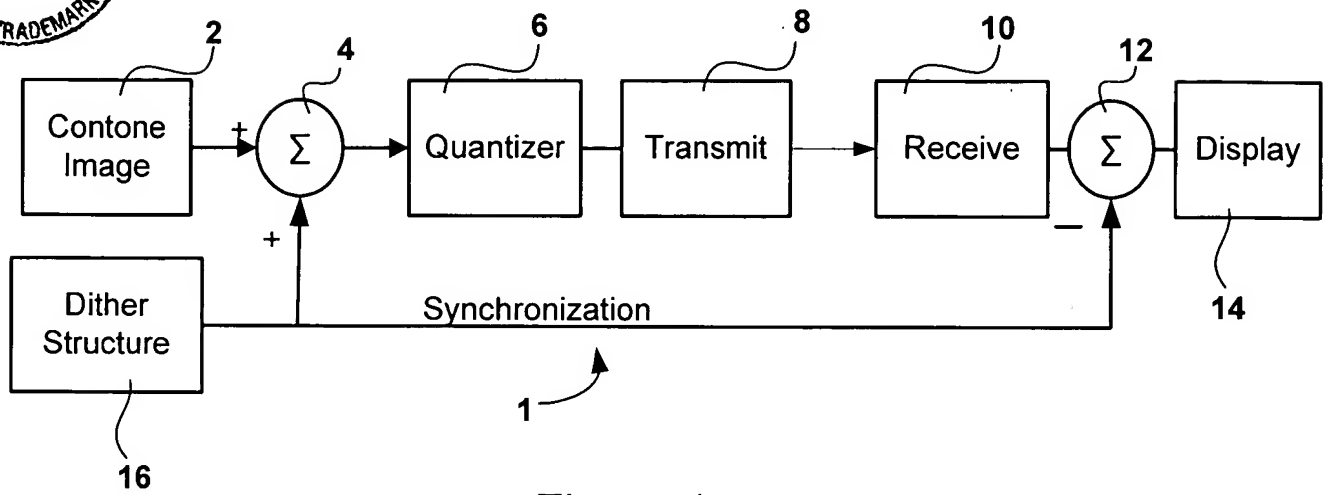 TRADEMARK
2
4
6
8
10
12
Contone
Image
+
Σ
Quantizer
Transmit
Receive
Σ
Display
+
—
Dither
Structure
Synchronization
14
1
16